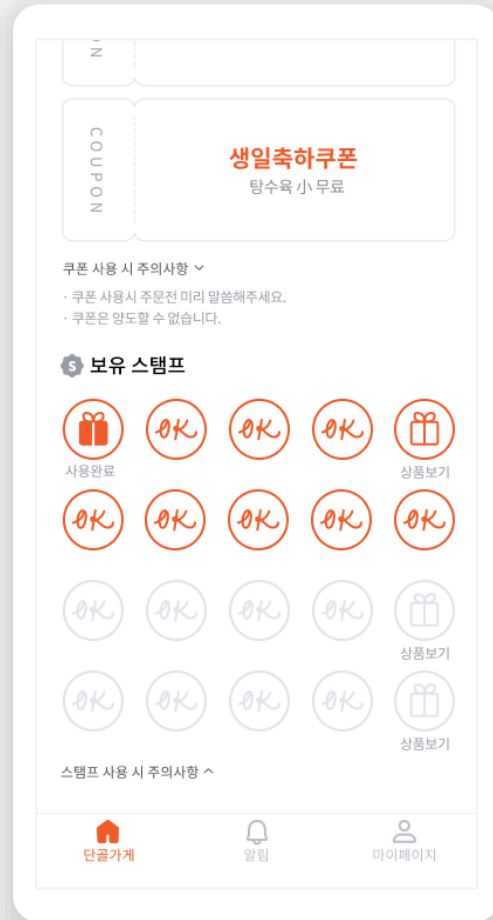 ON
COUPON
생일축하쿠폰
탕수육 小 무료
쿠폰 사용 시 주의사항
· 쿠폰 사용시 주문전 미리 말씀해주세요.
· 쿠폰은 양도할 수 없습니다.
S 보유 스탬프
OK OK OK
사용완료 상품보기
OK OK OK OK OK
OK OK OK OK
상품보기
OK OK OK OK
상품보기
스탬프 사용 시 주의사항
단골가게 알림 마이페이지